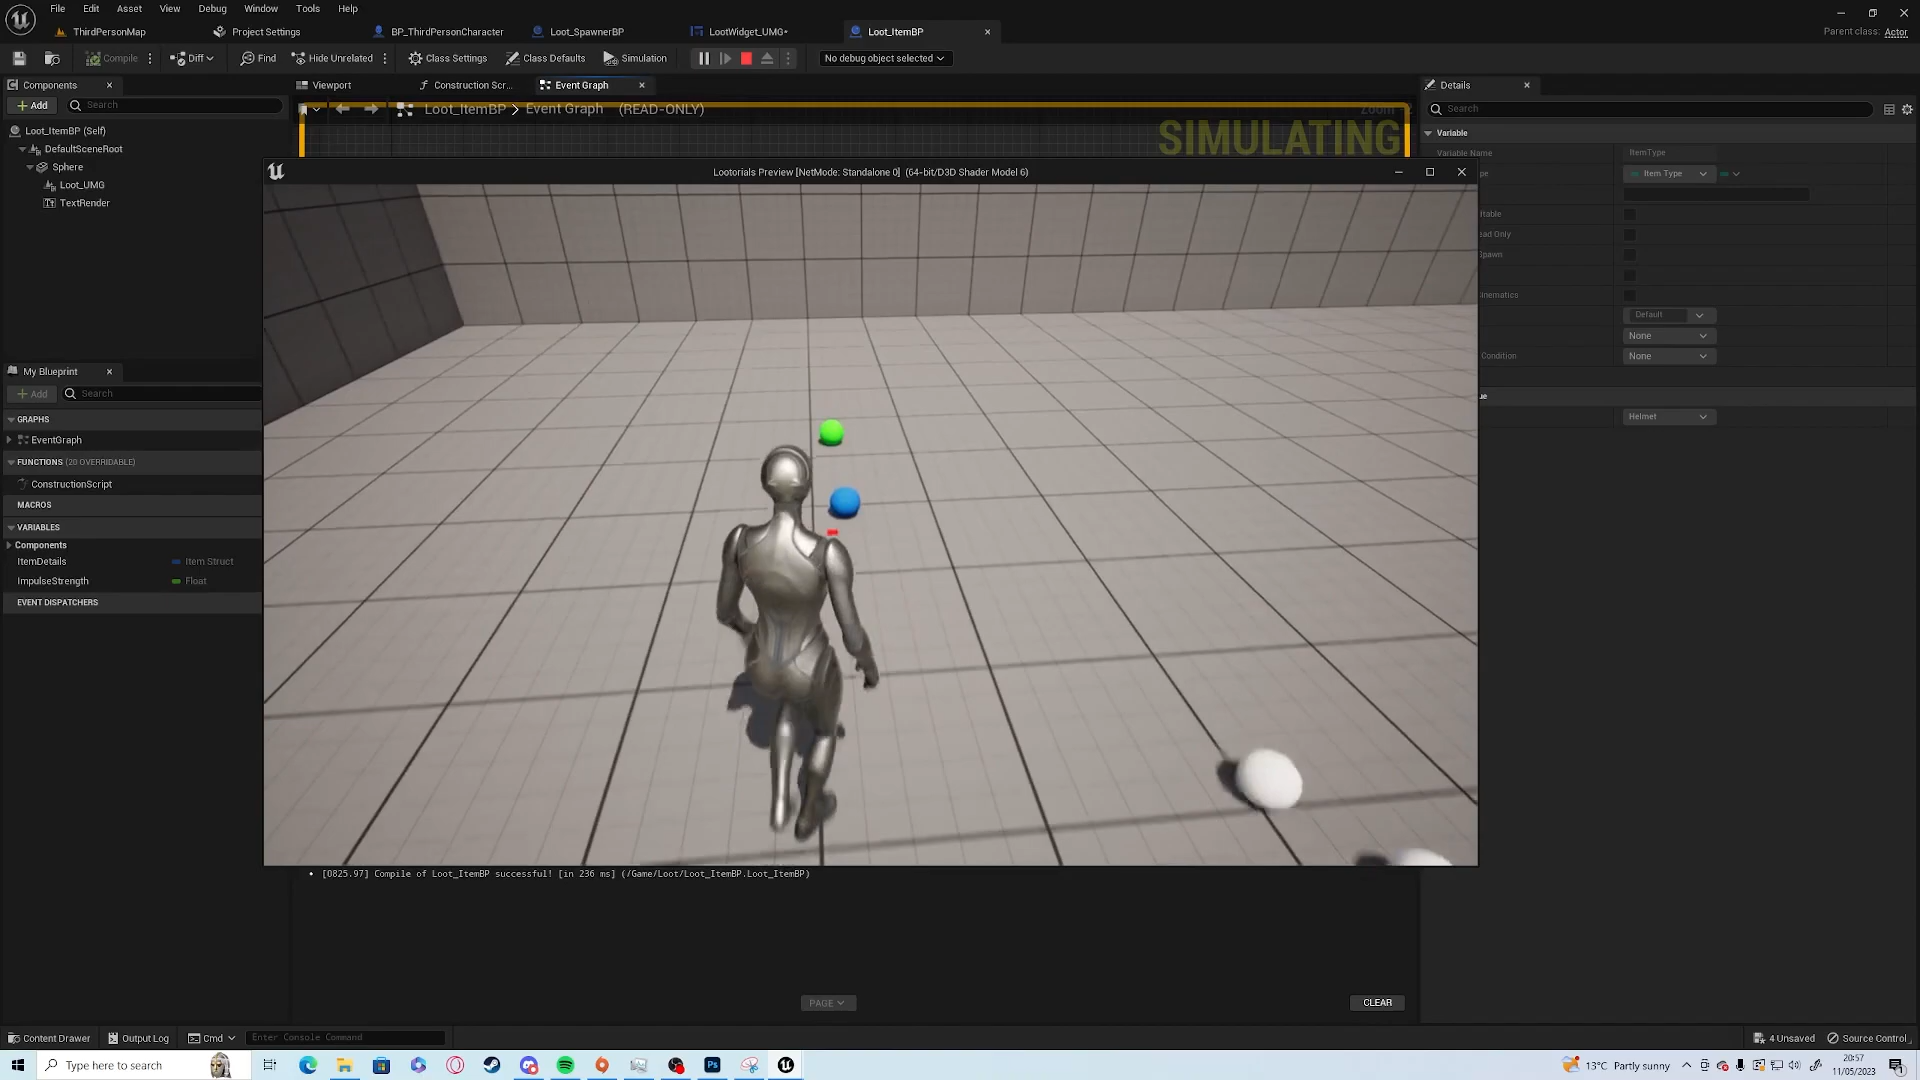 File Edit Asset View Debug Window Tools Help
ThirdPersonMap Project Settings BP_ThirdPersonCharacter Loot_SpawnerBP LootWidget_UMG* Loot_ItemBP Parent class: Actor
Compile Diff Find Hide Unrelated Class Settings Class Defaults Simulation No debug object selected
Components Viewport Construction Scr... Event Graph Details
Add Search Loot_ItemBP > Event Graph (READ-ONLY) Search
SIMULATING
Loot_ItemBP (Self) Variable
DefaultSceneRoot Variable Name ItemType
Sphere Lootorials Preview [NetMode: Standalone 0] (64-bit/D3D Shader Model 6) Item Type
Loot_UMG
TextRender
Default
None
Condition None
My Blueprint
Add Search
GRAPHS
Helmet
EventGraph
FUNCTIONS (20 OVERRIDABLE)
ConstructionScript
MACROS
VARIABLES
Components
ItemDetails Item Struct
ImpulseStrength Float
EVENT DISPATCHERS
• [0825.97] Compile of Loot_ItemBP successful! [in 236 ms] (/Game/Loot/Loot_ItemBP.Loot_ItemBP)
PAGE CLEAR
Content Drawer Output Log Cmd Enter Console Command 4 Unsaved Source Control
Type here to search 13°C Partly sunny 20:57
11/05/2023